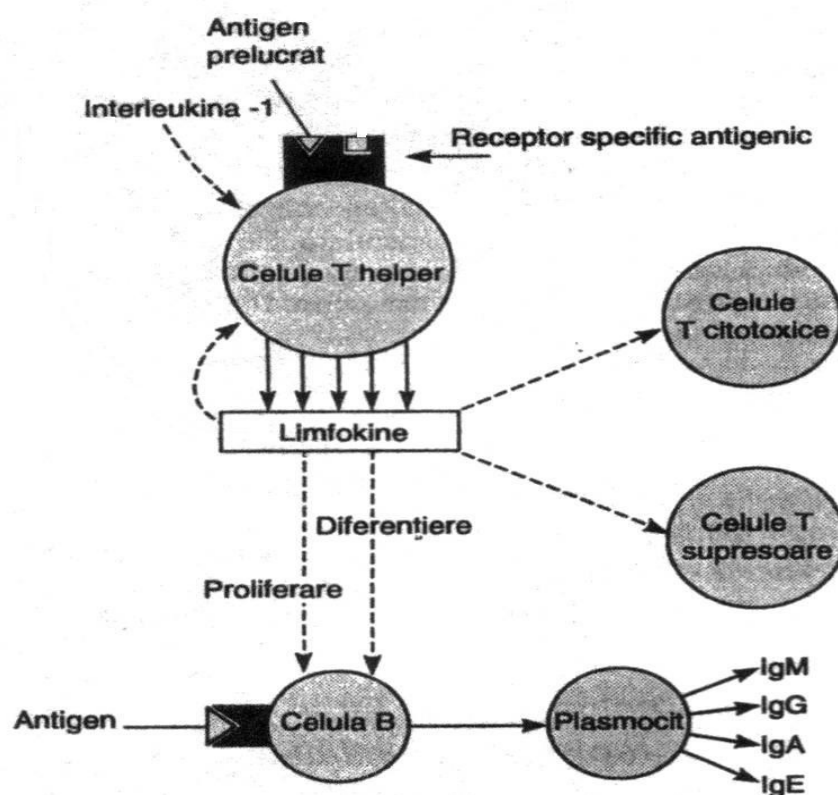 Antigen
prelucrat
Interleukina -1
Receptor specific antigenic
Celule T helper
Celule
T citotoxice
Limfokine
Diferențiere
Celule T
supresoare
Proliferare
IgM
IgG
Antigen
Celula B
Plasmocit
IgA
IgE